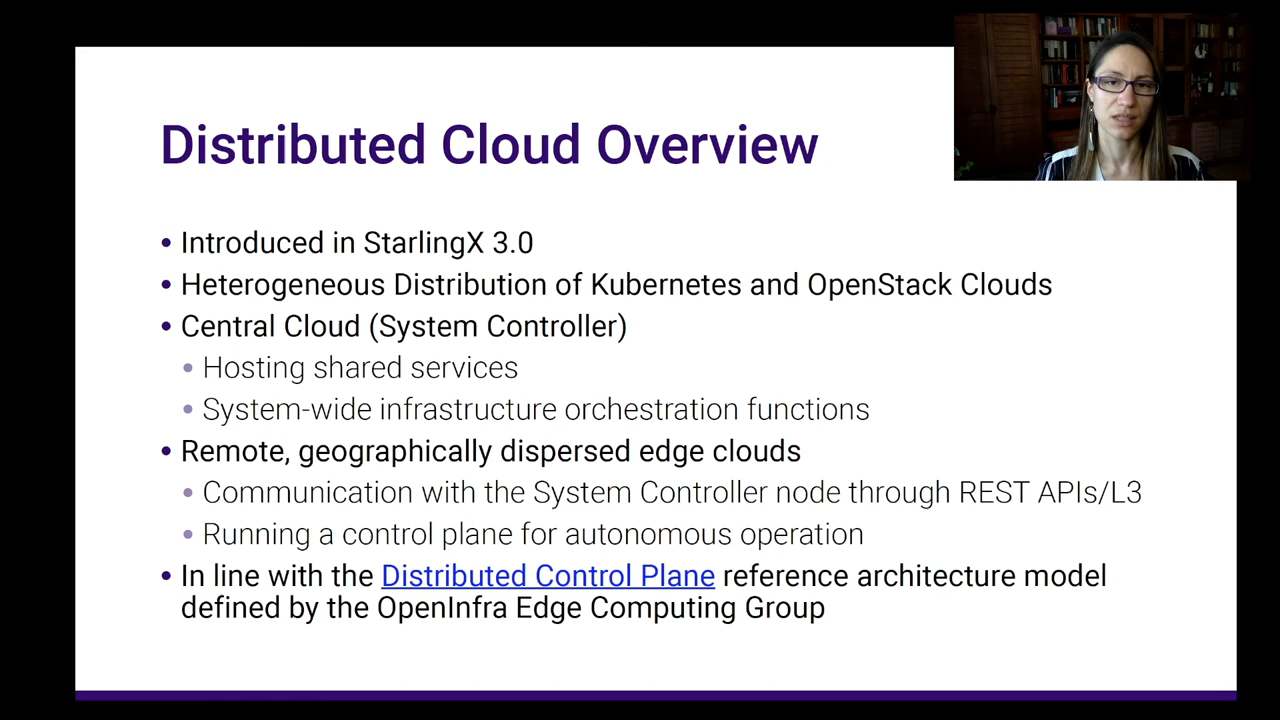 Distributed Cloud Overview
• Introduced in StarlingX 3.0
• Heterogeneous Distribution of Kubernetes and OpenStack Clouds
• Central Cloud (System Controller)
• Hosting shared services
• System-wide infrastructure orchestration functions
• Remote, geographically dispersed edge clouds
• Communication with the System Controller node through REST APIs/L3
• Running a control plane for autonomous operation
• In line with the Distributed Control Plane reference architecture model
defined by the OpenInfra Edge Computing Group